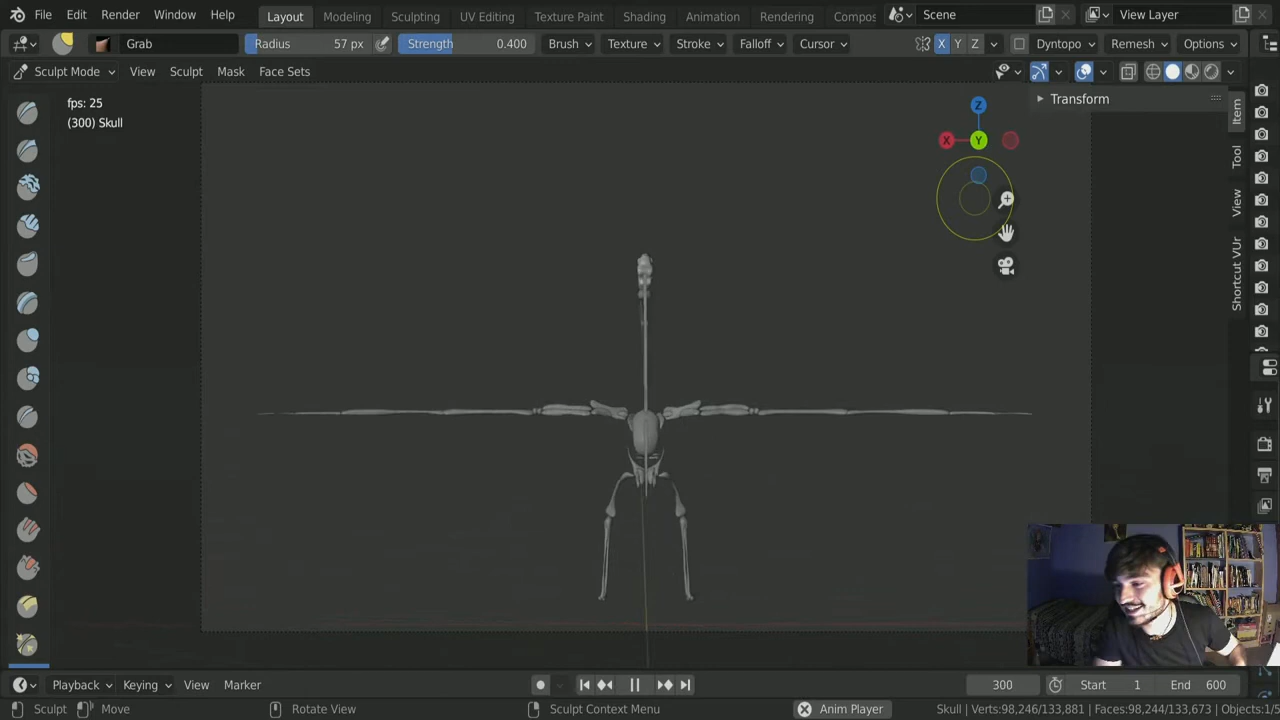 File Edit Render Window Help Layout Modeling Sculpting UV Editing Texture Paint Shading Animation Rendering Compos Scene View Layer
Grab Radius 57 px Strength 0.400 Brush Texture Stroke Falloff Cursor X Y Z Dyntopo Remesh Options
Sculpt Mode View Sculpt Mask Face Sets
fps: 25
(300) Skull
Transform
Z
X Y
Item
Tool
View
Shortcut VUr
Playback Keying View Marker 300 Start 1 End 600
Sculpt Move Rotate View Sculpt Context Menu Anim Player Skull | Verts:98,246/133,881 | Faces:98,244/133,673 | Objects:1/5